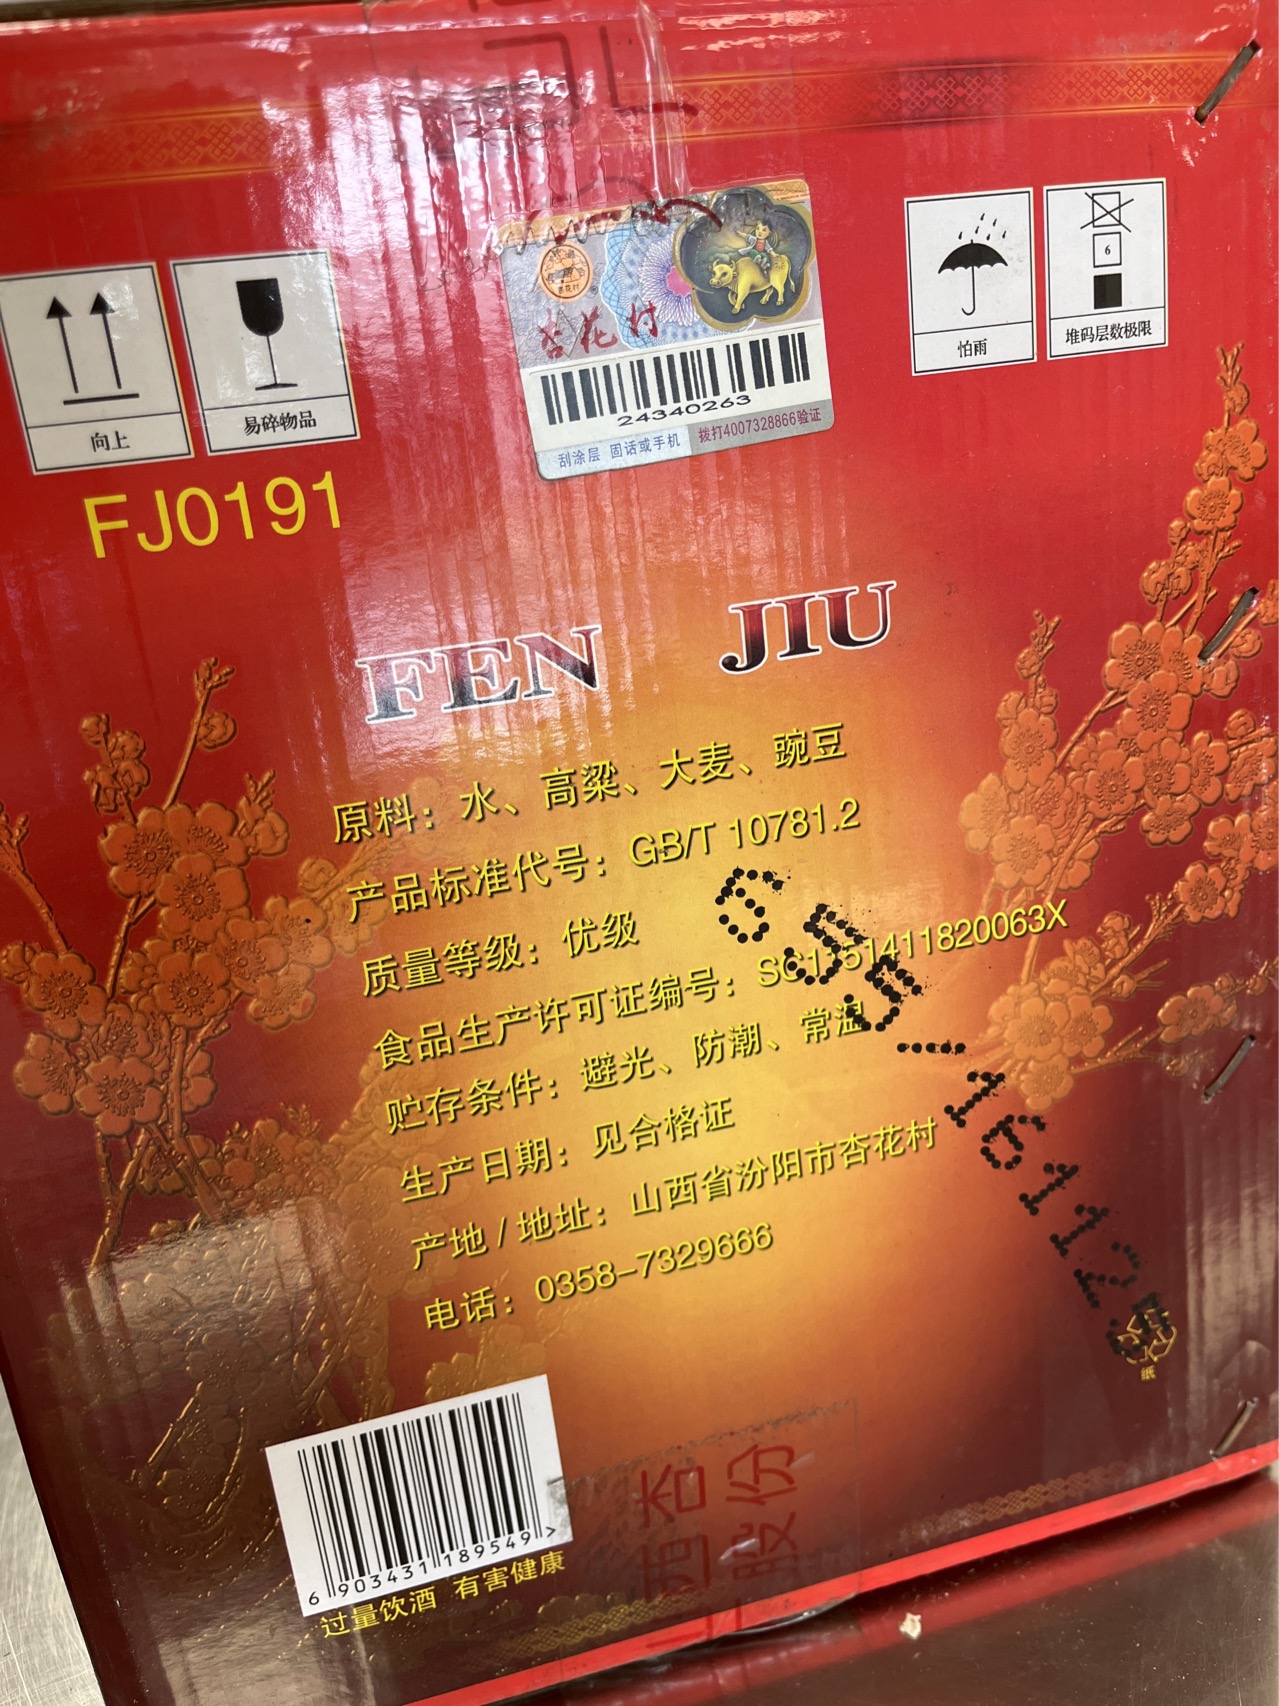 向上
易碎物品
杏花村
24340263
刮涂层 固话或手机 拨打4007328866验证
怕雨
6
堆码层数极限
FJ0191
FEN JIU
原料：水、高粱、大麦、豌豆
产品标准代号：GB/T 10781.2
质量等级：优级
食品生产许可证编号：SC1151411820063X
贮存条件：避光、防潮、常温
生产日期：见合格证
产地/地址：山西省汾阳市杏花村
电话：0358-7329666
纸
6 903431 189549 >
过量饮酒 有害健康